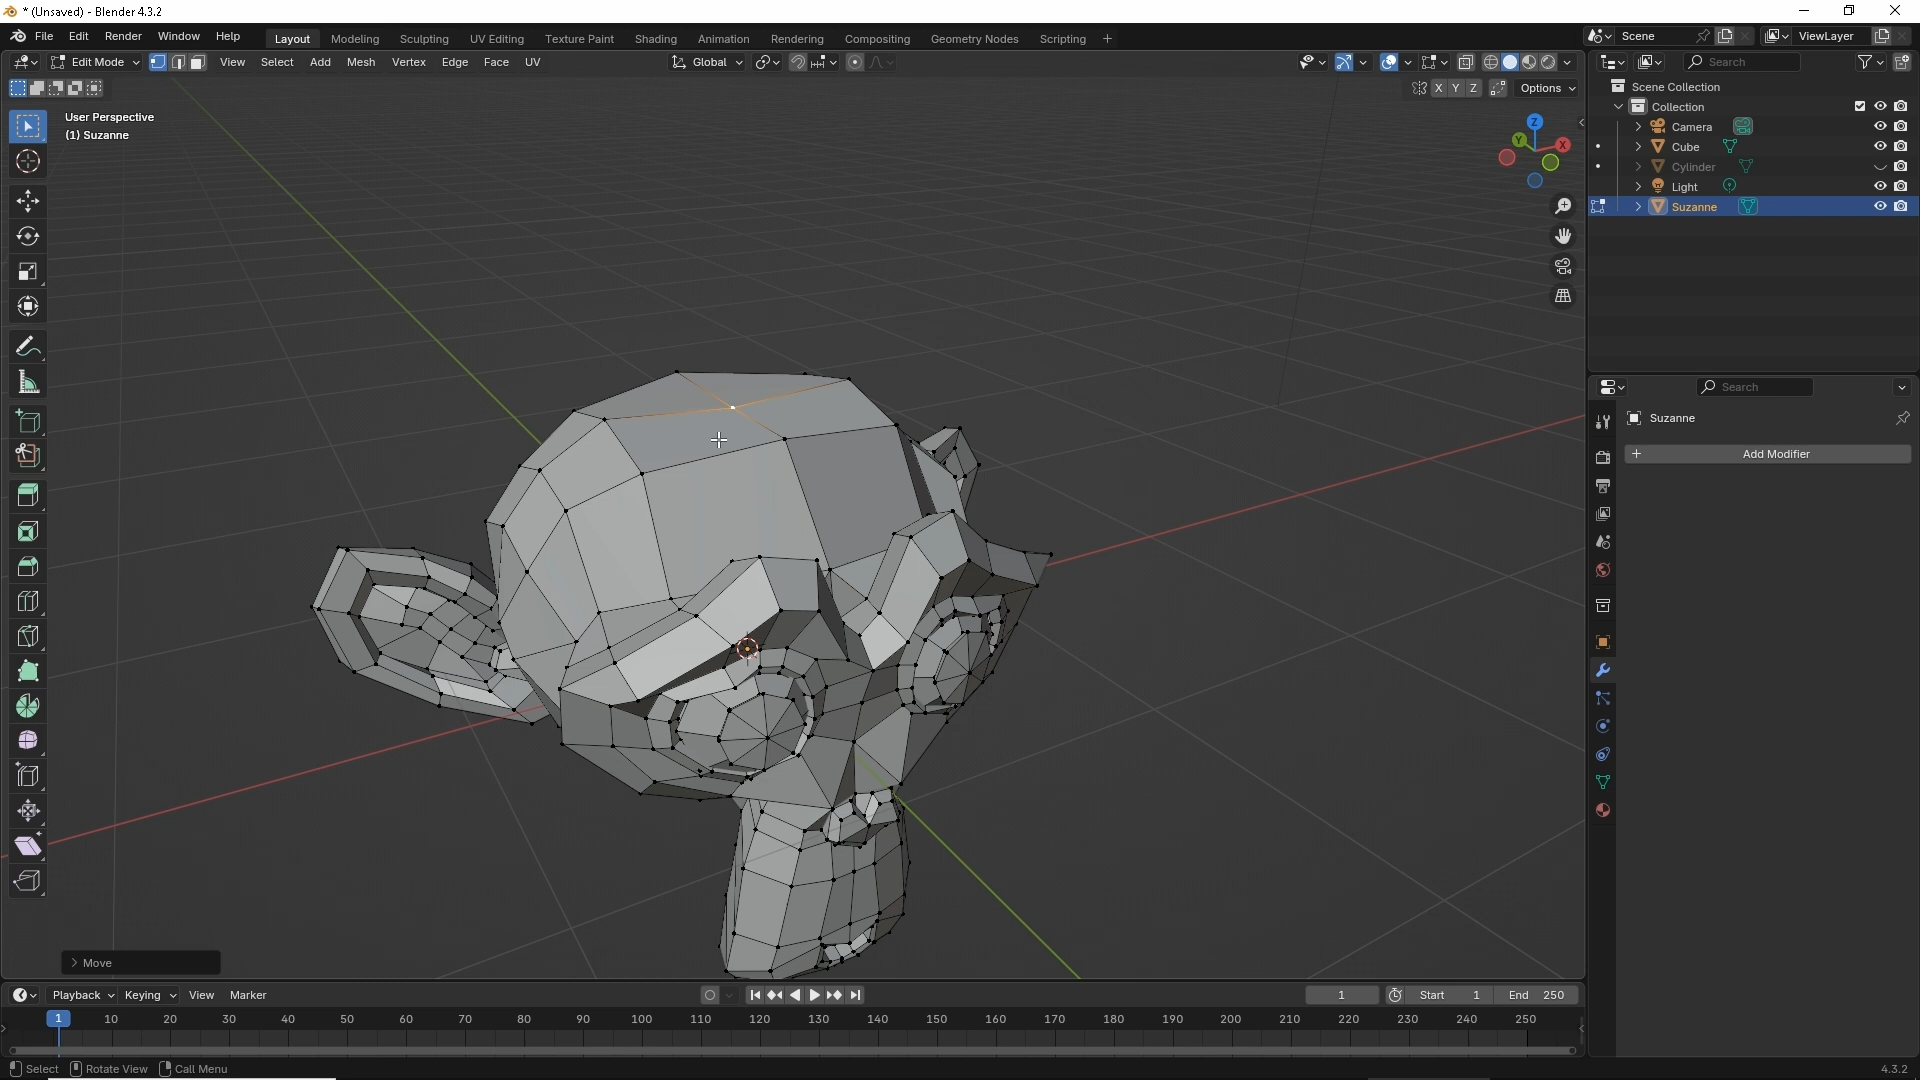 * (Unsaved) - Blender 4.3.2
File Edit Render Window Help Layout Modeling Sculpting UV Editing Texture Paint Shading Animation Rendering Compositing Geometry Nodes Scripting + Scene ViewLayer
Edit Mode View Select Add Mesh Vertex Edge Face UV Global Search
X Y Z Options
Scene Collection
Collection
Camera
Cube
Cylinder
Light
Suzanne
User Perspective
(1) Suzanne
Z
Y
X
Search
Suzanne
+ Add Modifier
Move
Playback Keying View Marker 1 Start 1 End 250
1 10 20 30 40 50 60 70 80 90 100 110 120 130 140 150 160 170 180 190 200 210 220 230 240 250
Select Rotate View Call Menu 4.3.2